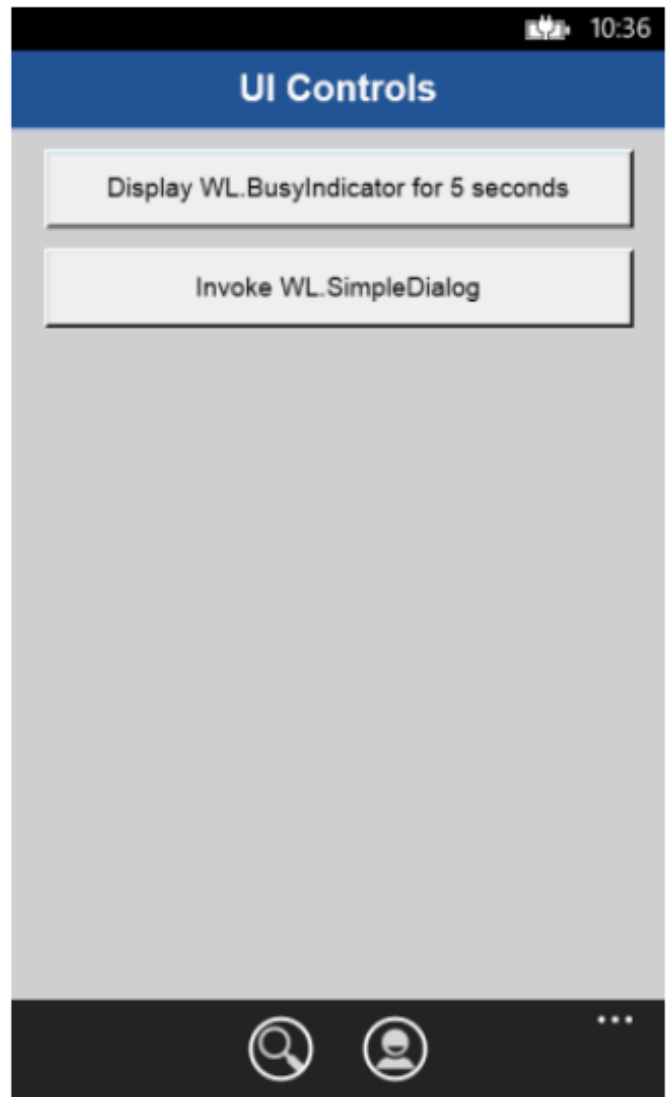 10:36
UI Controls
Display WL.BusyIndicator for 5 seconds
Invoke WL.SimpleDialog